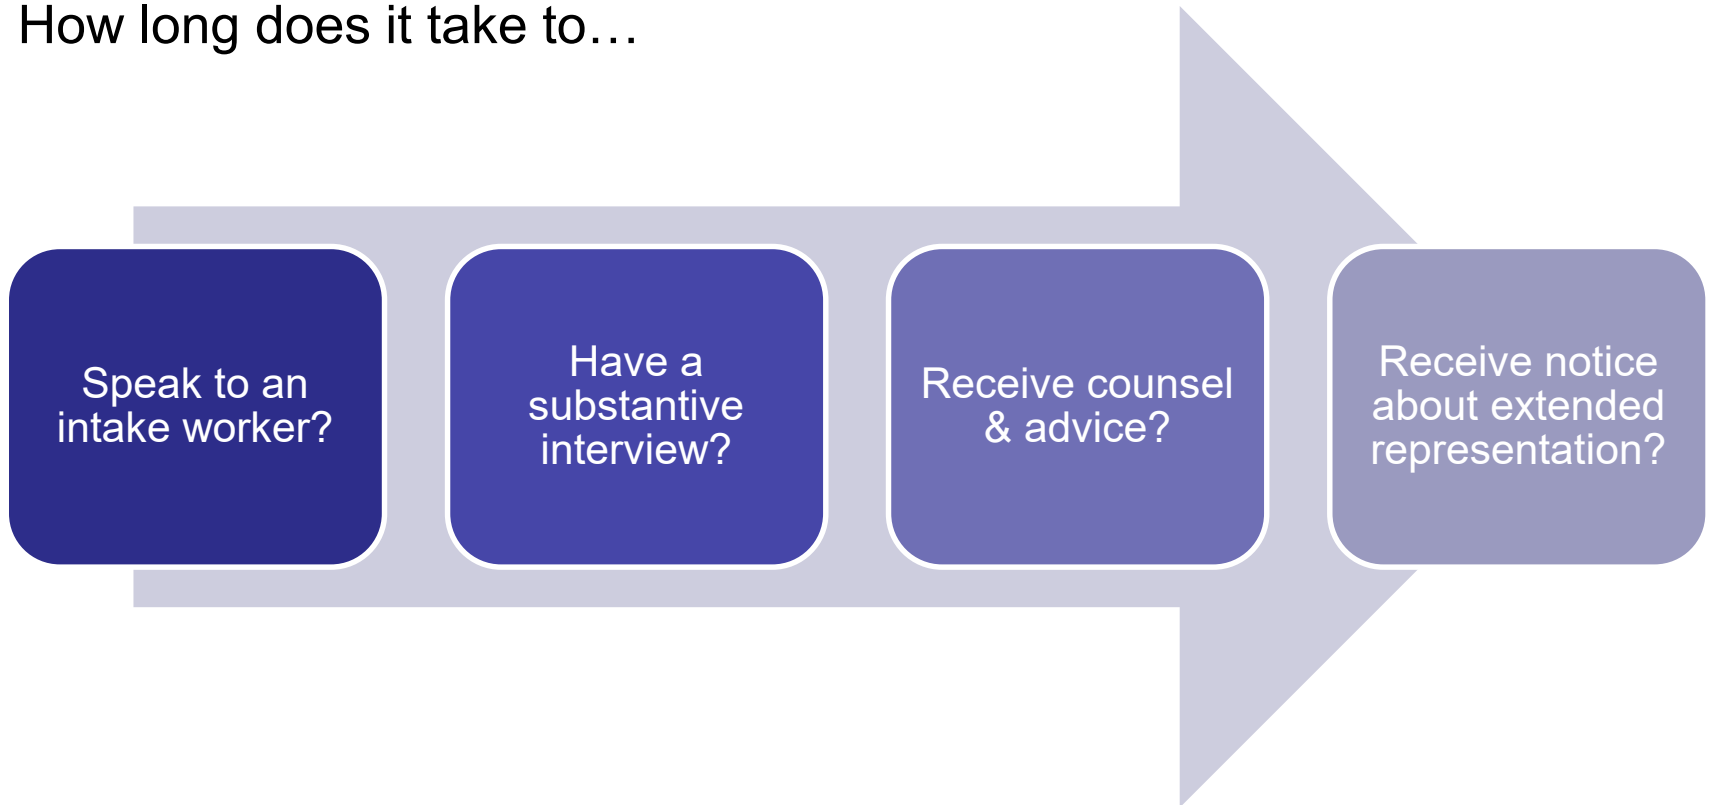 How long does it take to…
Speak to an
intake worker?
Have a
substantive
interview?
Receive counsel
& advice?
Receive notice
about extended
representation?